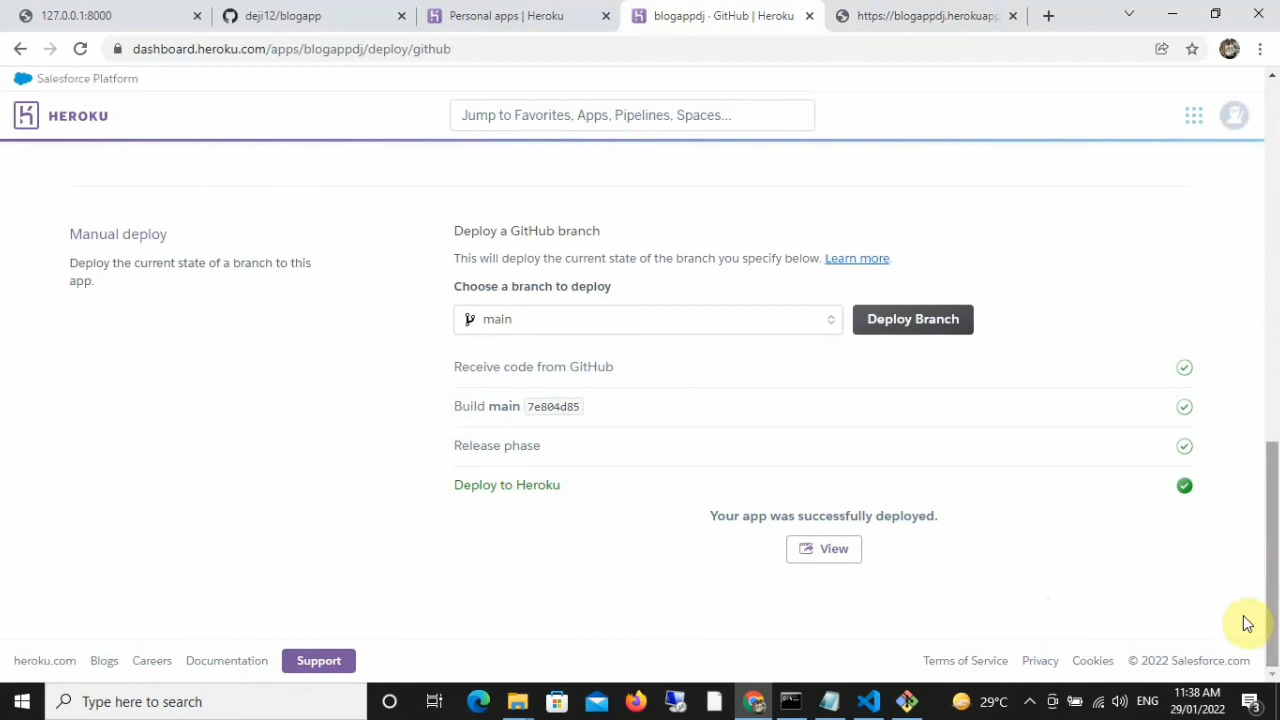 127.0.0.1:8000
deji12/blogapp
Personal apps | Heroku
blogappdj · GitHub | Heroku
https://blogappdj.herokuapp
dashboard.heroku.com/apps/blogappdj/deploy/github
Salesforce Platform
HEROKU
Jump to Favorites, Apps, Pipelines, Spaces...
Manual deploy
Deploy the current state of a branch to this
app.
Deploy a GitHub branch
This will deploy the current state of the branch you specify below. Learn more.
Choose a branch to deploy
main
Deploy Branch
Receive code from GitHub
Build main 7e804d85
Release phase
Deploy to Heroku
Your app was successfully deployed.
View
heroku.com Blogs Careers Documentation Support
Terms of Service Privacy Cookies © 2022 Salesforce.com
Type here to search
29°C
ENG
11:38 AM
29/01/2022
3